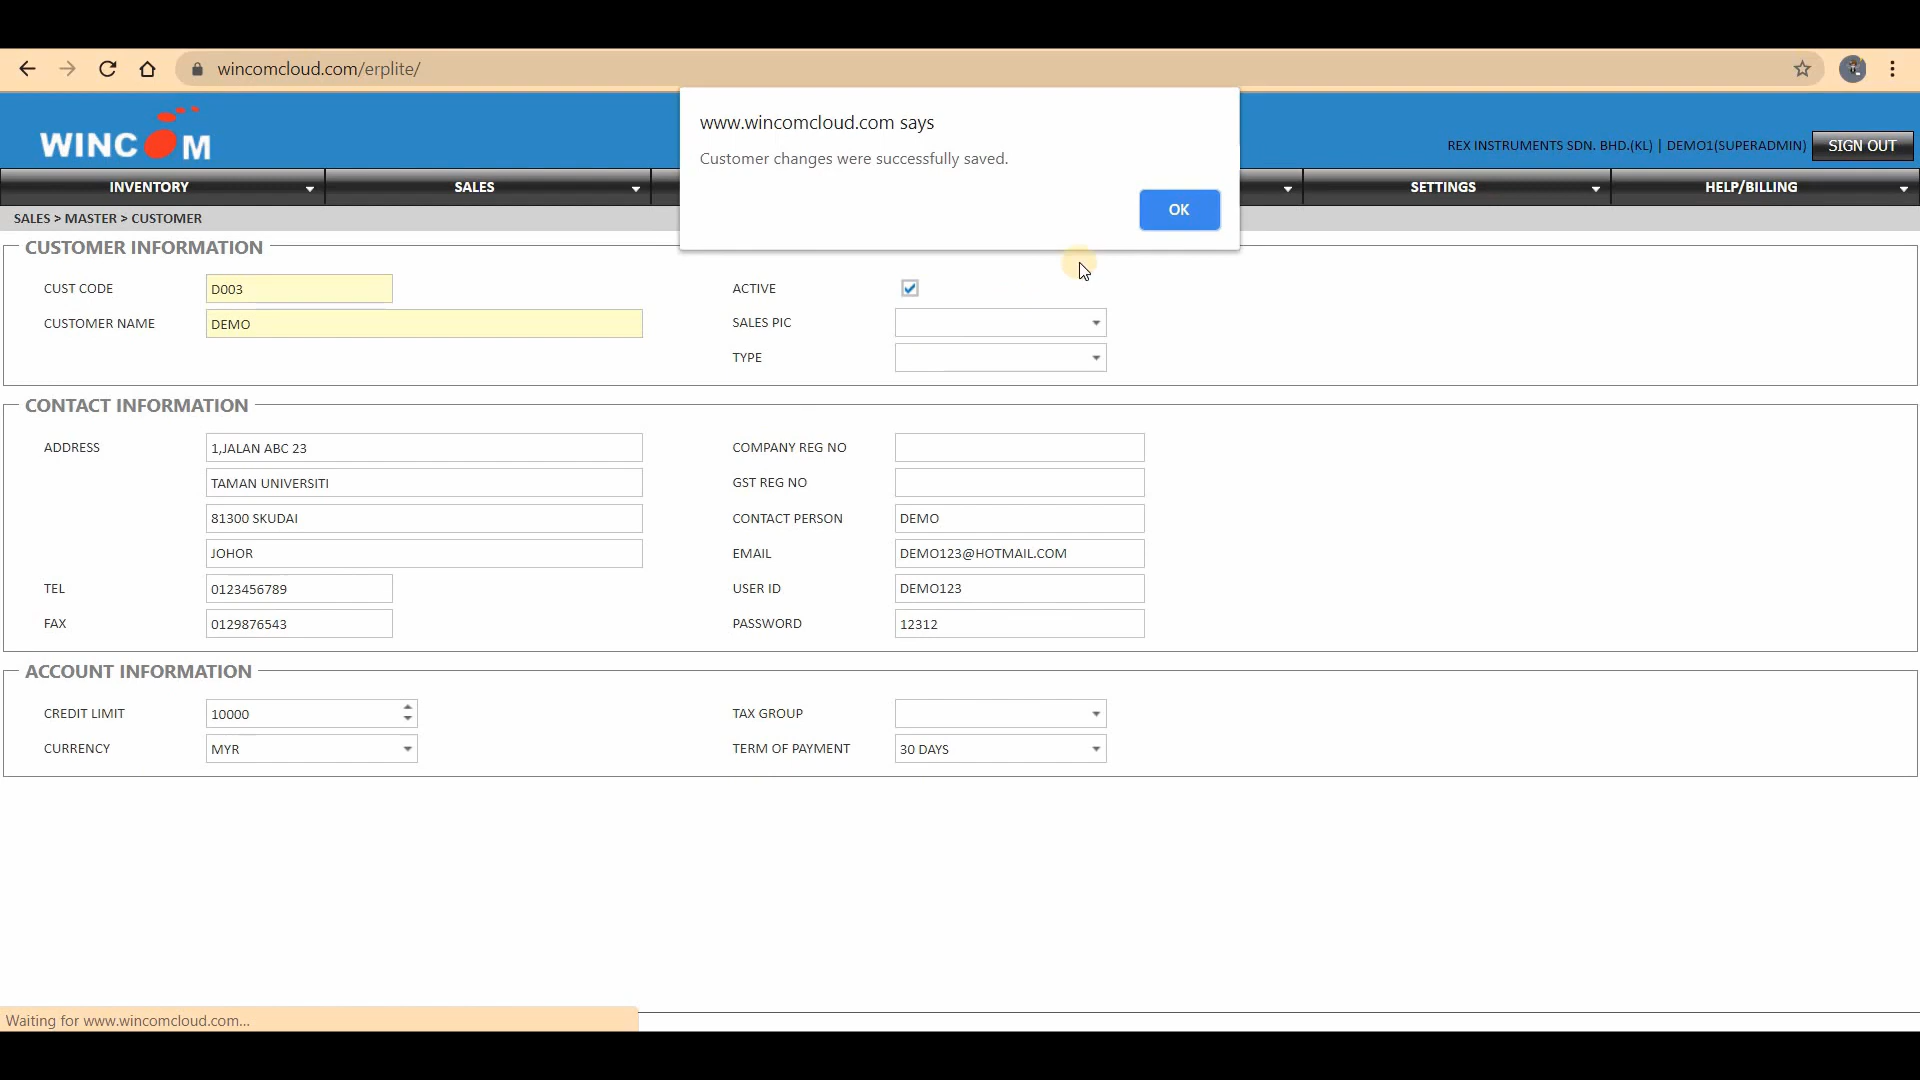 wincomcloud.com/erplite/
WINCOM
www.wincomcloud.com says
Customer changes were successfully saved.
OK
REX INSTRUMENTS SDN. BHD.(KL) | DEMO1(SUPERADMIN)
SIGN OUT
INVENTORY
SALES
SETTINGS
HELP/BILLING
SALES > MASTER > CUSTOMER
CUSTOMER INFORMATION
CUST CODE
D003
ACTIVE
CUSTOMER NAME
DEMO
SALES PIC
TYPE
CONTACT INFORMATION
ADDRESS
1,JALAN ABC 23
COMPANY REG NO
TAMAN UNIVERSITI
GST REG NO
81300 SKUDAI
CONTACT PERSON
DEMO
JOHOR
EMAIL
DEMO123@HOTMAIL.COM
TEL
0123456789
USER ID
DEMO123
FAX
0129876543
PASSWORD
12312
ACCOUNT INFORMATION
CREDIT LIMIT
10000
TAX GROUP
CURRENCY
MYR
TERM OF PAYMENT
30 DAYS
Waiting for www.wincomcloud.com...